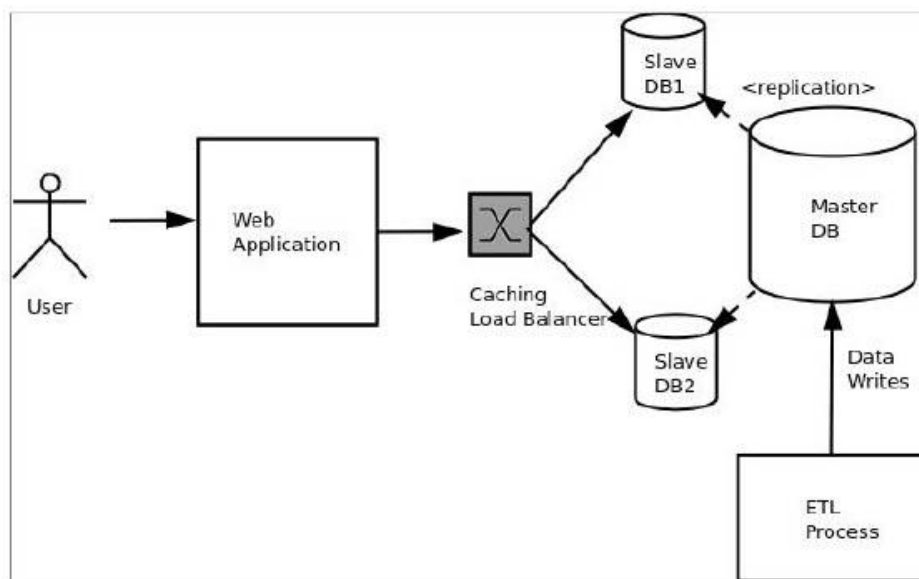 Slave
DB1
<replication>
Web
Application
Master
DB
User
Caching
Load Balancer
Slave
DB2
Data
Writes
ETL
Process